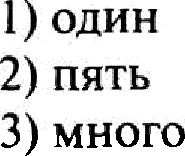 1) один
2) пять
3) много